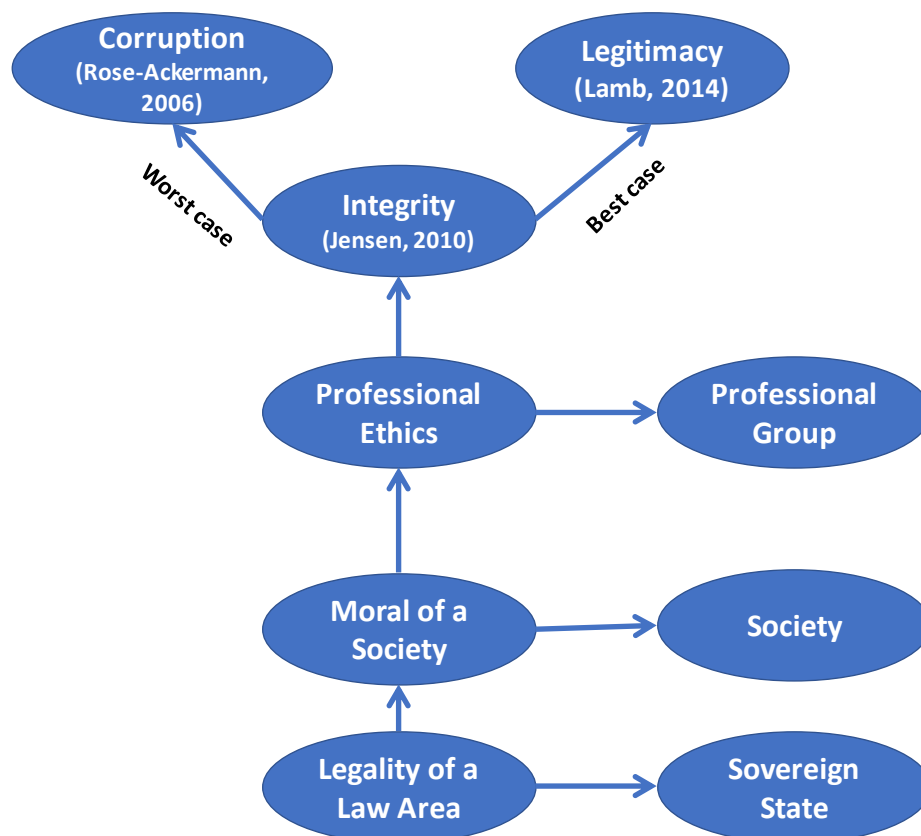 Corruption
(Rose-Ackermann,
2006)
Legitimacy
(Lamb, 2014)
Worst case
Best case
Integrity
(Jensen, 2010)
Professional
Ethics
Professional
Group
Moral of a
Society
Society
Legality of a
Law Area
Sovereign
State